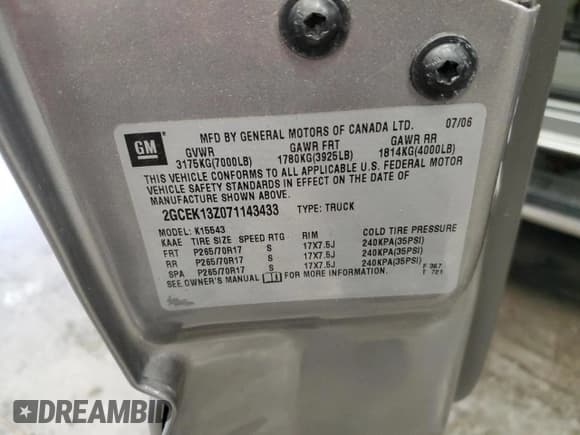 GM
MFD BY GENERAL MOTORS OF CANADA LTD. 07/06
GVWR GAWR FRT GAWR RR
3175KG(7000LB) 1780KG(3925LB) 1814KG(4000LB)
THIS VEHICLE CONFORMS TO ALL APPLICABLE U.S. FEDERAL MOTOR
VEHICLE SAFETY STANDARDS IN EFFECT ON THE DATE OF
MANUFACTURE SHOWN ABOVE.
2GCEK13Z071143433 TYPE: TRUCK
MODEL: K15543
KAAE TIRE SIZE SPEED RTG RIM COLD TIRE PRESSURE
FRT P265/70R17 S 17X7.5J 240KPA(35PSI)
RR P265/70R17 S 17X7.5J 240KPA(35PSI)
SPA P265/70R17 S 17X7.5J 240KPA(35PSI)
SEE OWNER'S MANUAL FOR MORE INFORMATION
F 367
T 721
DREAMBID